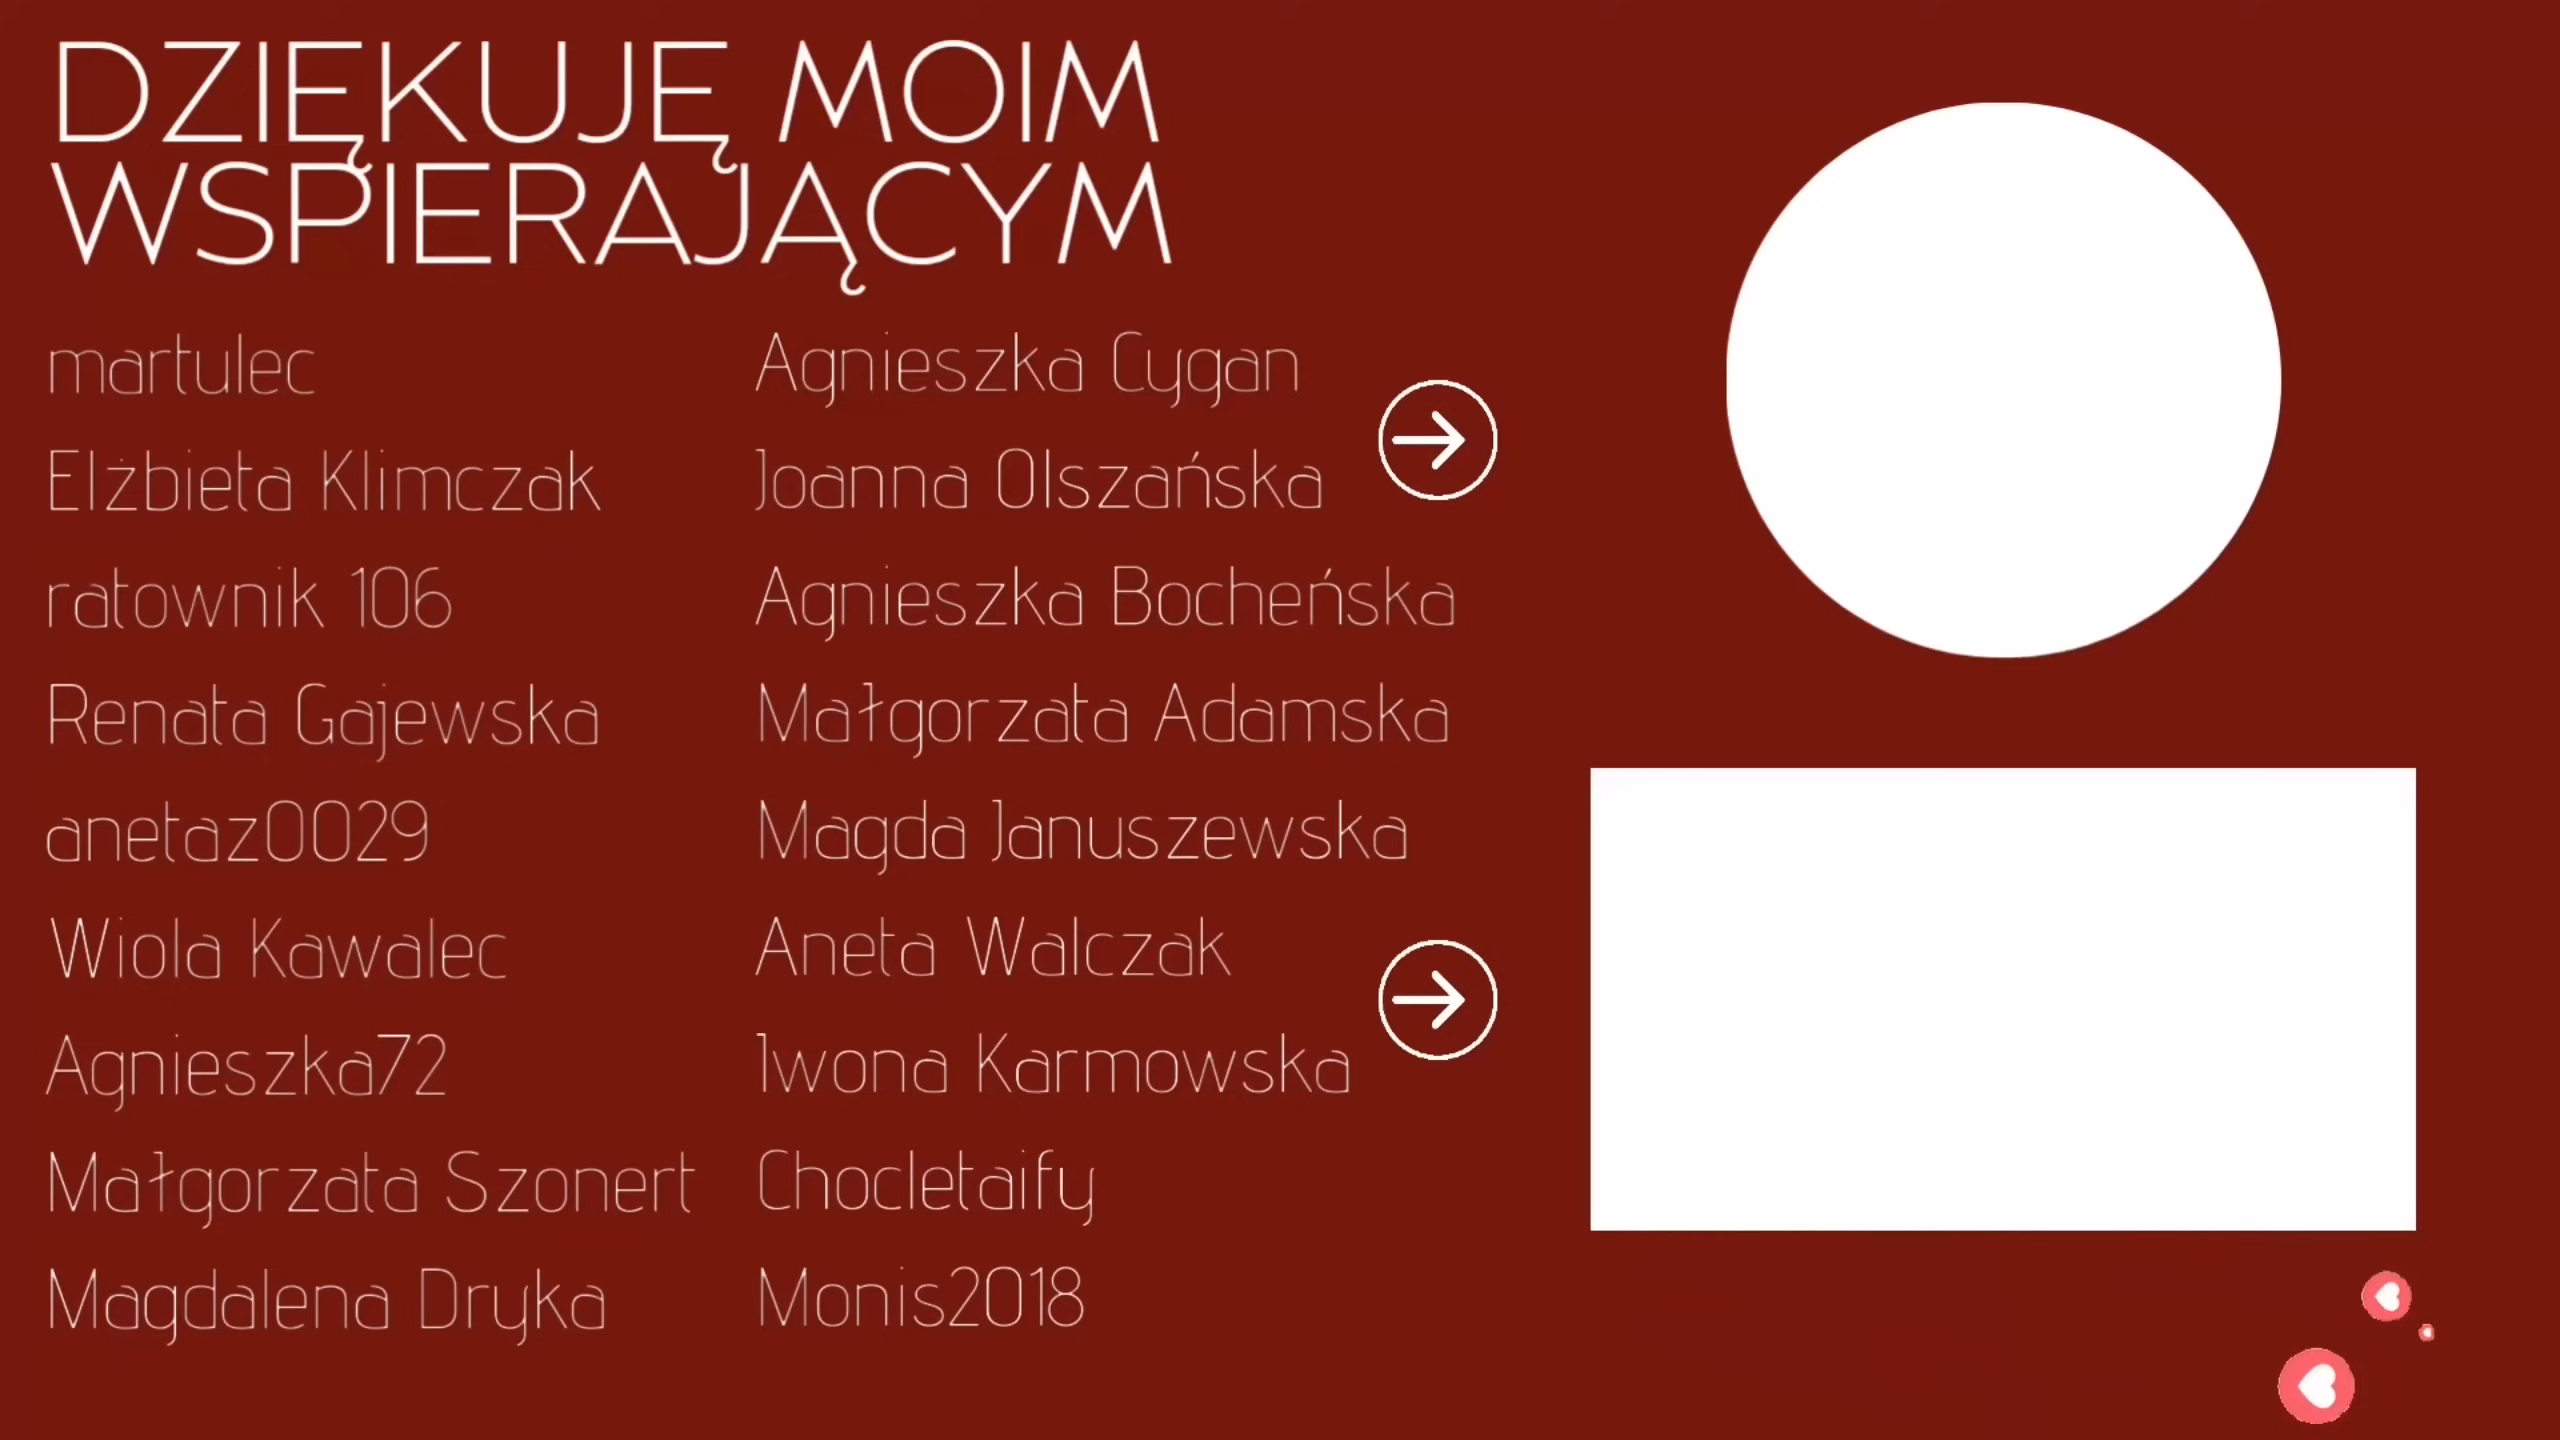 DZIĘKUJĘ MOIM
WSPIERAJĄCYM
martulec
Elżbieta Klimczak
ratownik 106
Renata Gajewska
anetaz0029
Wiola Kawalec
Agnieszka72
Małgorzata Szonert
Magdalena Dryka
Agnieszka Cygan
Joanna Olszańska
Agnieszka Bocheńska
Małgorzata Adamska
Magda Januszewska
Aneta Walczak
Iwona Karmowska
Chocletaify
Monis2018